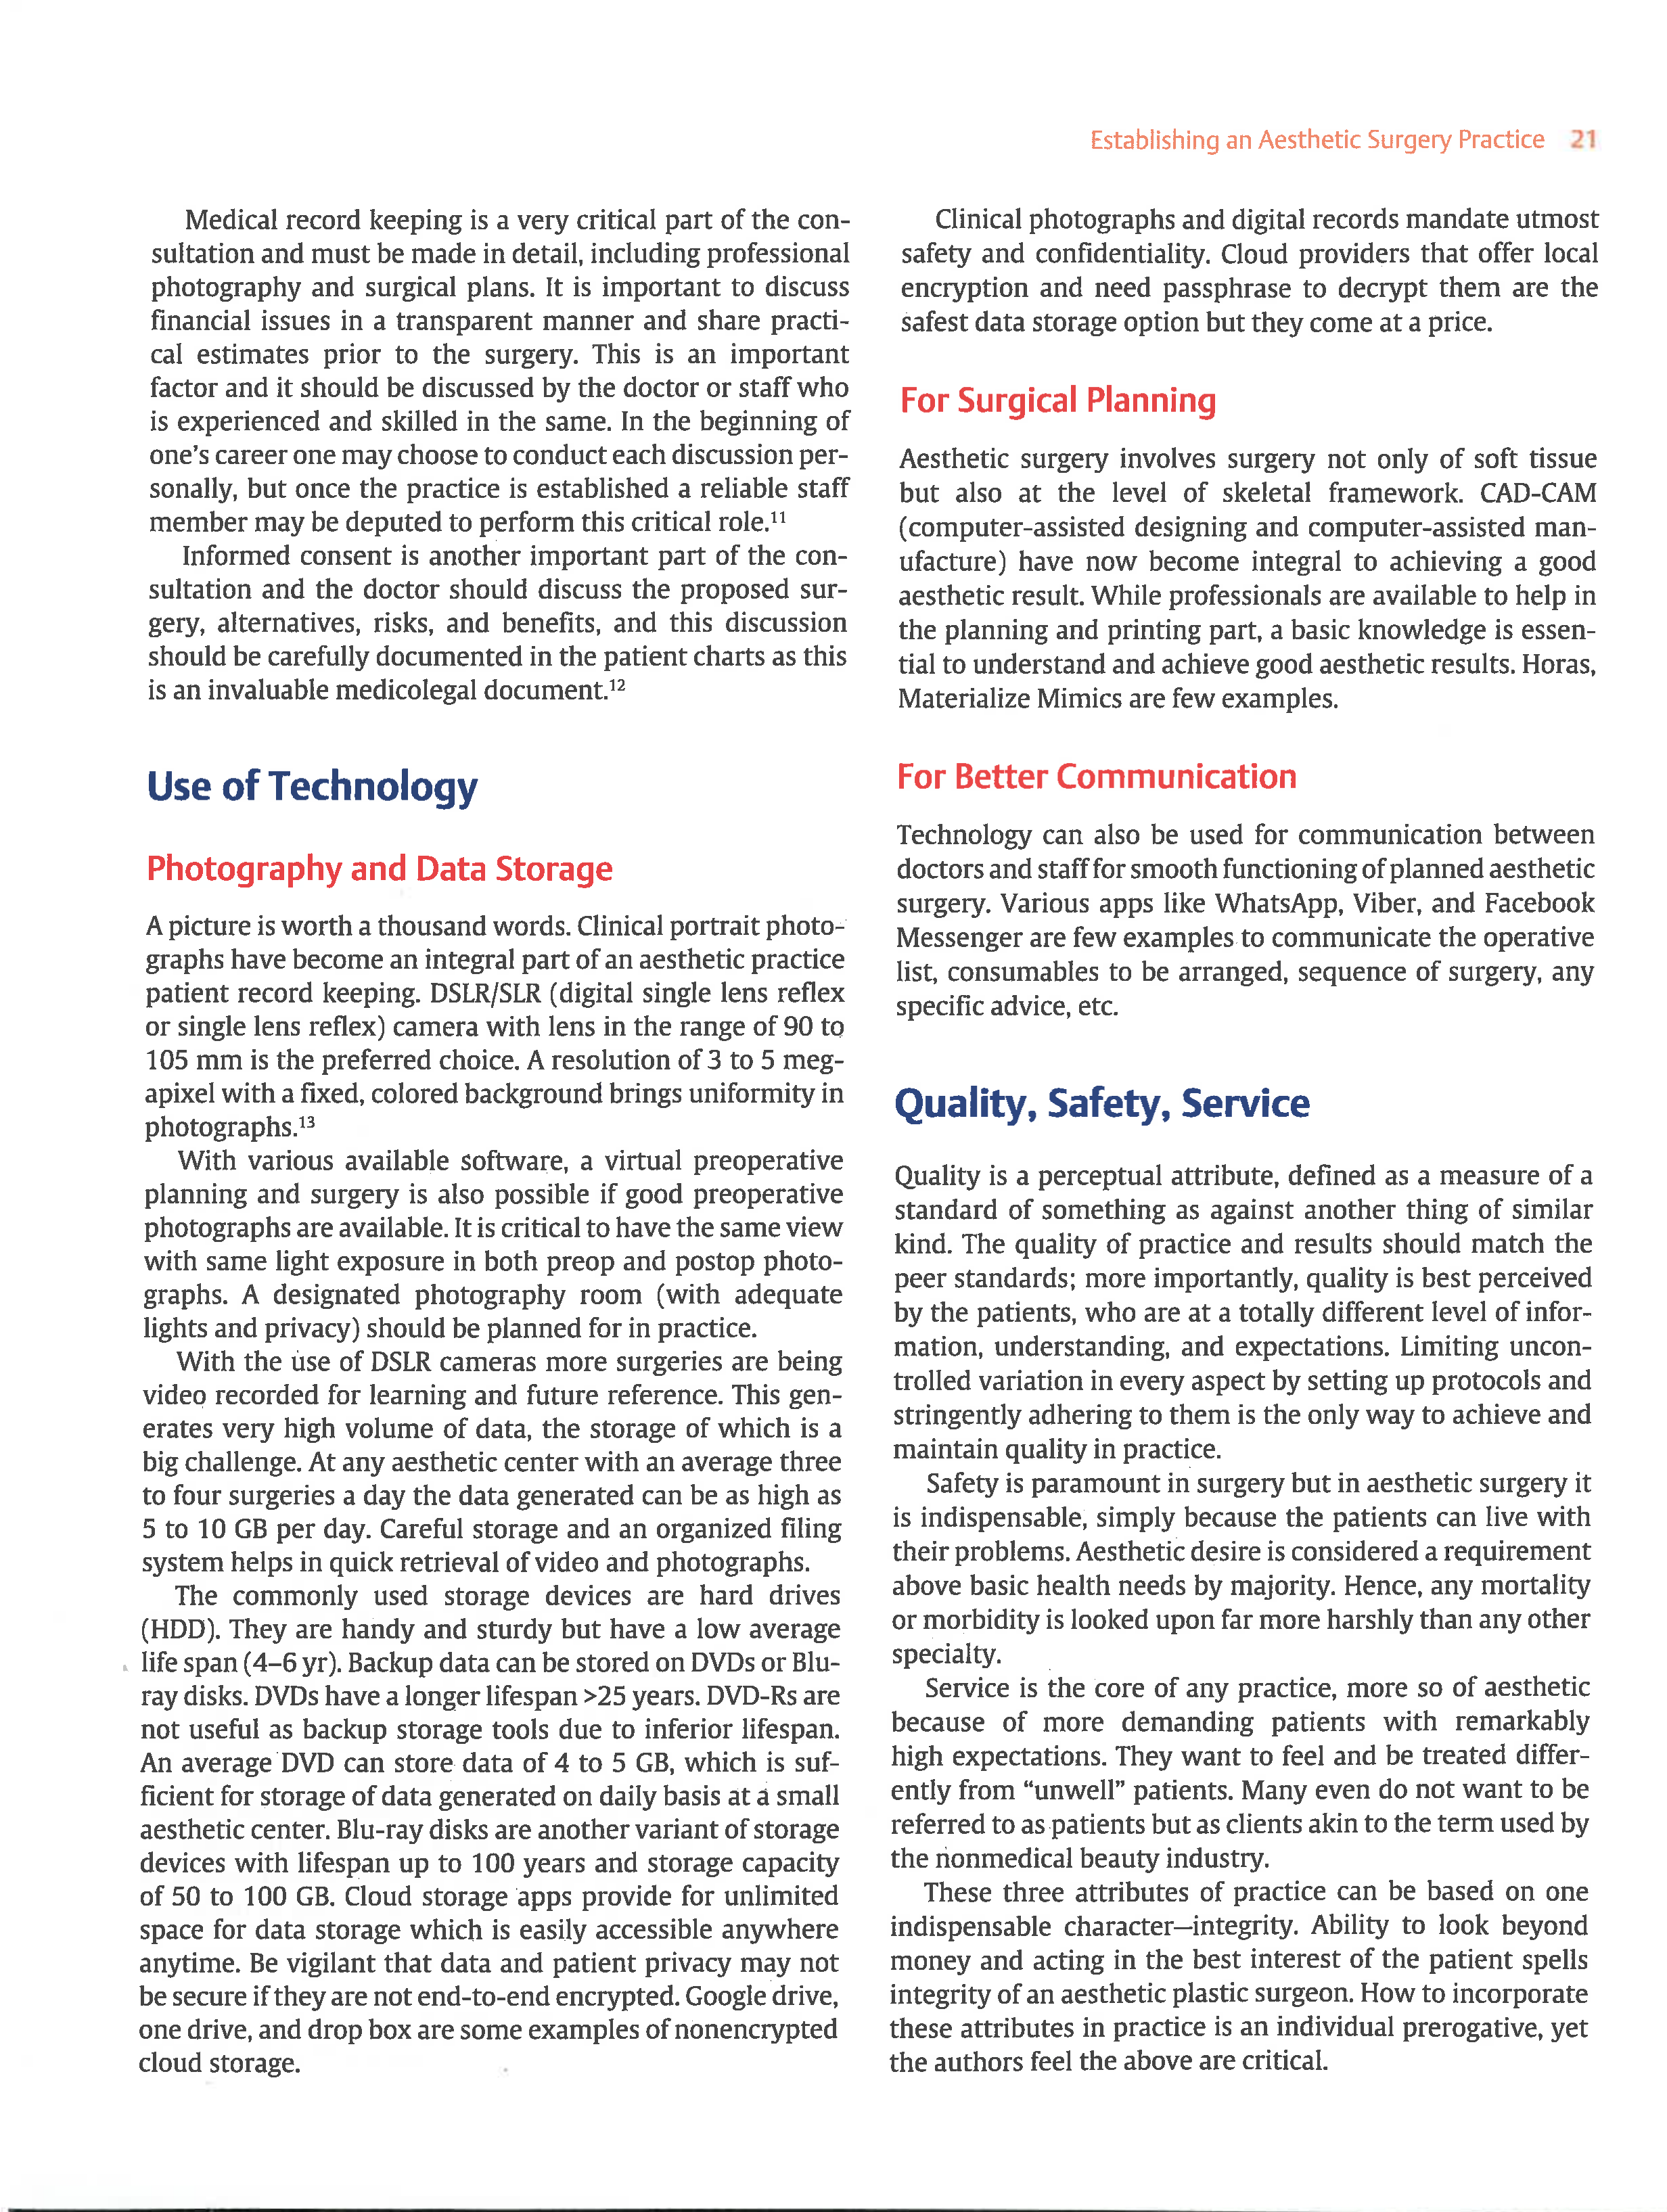 Establishing an Aesthetic Surgery Practice 21
Medical record keeping is a very critical part of the con-
sultation and must be made in detail, including professional
photography and surgical plans. It is important to discuss
financial issues in a transparent manner and share practi-
cal estimates prior to the surgery. This is an important
factor and it should be discussed by the doctor or staff who
is experienced and skilled in the same. In the beginning of
one's career one may choose to conduct each discussion per-
sonally, but once the practice is established a reliable staff
member may be deputed to perform this critical role.¹¹
Informed consent is another important part of the con-
sultation and the doctor should discuss the proposed sur-
gery, alternatives, risks, and benefits, and this discussion
should be carefully documented in the patient charts as this
is an invaluable medicolegal document.¹²
Use of Technology
Photography and Data Storage
A picture is worth a thousand words. Clinical portrait photo-
graphs have become an integral part of an aesthetic practice
patient record keeping. DSLR/SLR (digital single lens reflex
or single lens reflex) camera with lens in the range of 90 to
105 mm is the preferred choice. A resolution of 3 to 5 meg-
apixel with a fixed, colored background brings uniformity in
photographs.¹³
With various available software, a virtual preoperative
planning and surgery is also possible if good preoperative
photographs are available. It is critical to have the same view
with same light exposure in both preop and postop photo-
graphs. A designated photography room (with adequate
lights and privacy) should be planned for in practice.
With the use of DSLR cameras more surgeries are being
video recorded for learning and future reference. This gen-
erates very high volume of data, the storage of which is a
big challenge. At any aesthetic center with an average three
to four surgeries a day the data generated can be as high as
5 to 10 GB per day. Careful storage and an organized filing
system helps in quick retrieval of video and photographs.
The commonly used storage devices are hard drives
(HDD). They are handy and sturdy but have a low average
life span (4–6 yr). Backup data can be stored on DVDs or Blu-
ray disks. DVDs have a longer lifespan >25 years. DVD-Rs are
not useful as backup storage tools due to inferior lifespan.
An average DVD can store data of 4 to 5 GB, which is suf-
ficient for storage of data generated on daily basis at a small
aesthetic center. Blu-ray disks are another variant of storage
devices with lifespan up to 100 years and storage capacity
of 50 to 100 GB. Cloud storage apps provide for unlimited
space for data storage which is easily accessible anywhere
anytime. Be vigilant that data and patient privacy may not
be secure if they are not end-to-end encrypted. Google drive,
one drive, and drop box are some examples of nonencrypted
cloud storage.
Clinical photographs and digital records mandate utmost
safety and confidentiality. Cloud providers that offer local
encryption and need passphrase to decrypt them are the
safest data storage option but they come at a price.
For Surgical Planning
Aesthetic surgery involves surgery not only of soft tissue
but also at the level of skeletal framework. CAD-CAM
(computer-assisted designing and computer-assisted man-
ufacture) have now become integral to achieving a good
aesthetic result. While professionals are available to help in
the planning and printing part, a basic knowledge is essen-
tial to understand and achieve good aesthetic results. Horas,
Materialize Mimics are few examples.
For Better Communication
Technology can also be used for communication between
doctors and staff for smooth functioning of planned aesthetic
surgery. Various apps like WhatsApp, Viber, and Facebook
Messenger are few examples to communicate the operative
list, consumables to be arranged, sequence of surgery, any
specific advice, etc.
Quality, Safety, Service
Quality is a perceptual attribute, defined as a measure of a
standard of something as against another thing of similar
kind. The quality of practice and results should match the
peer standards; more importantly, quality is best perceived
by the patients, who are at a totally different level of infor-
mation, understanding, and expectations. Limiting uncon-
trolled variation in every aspect by setting up protocols and
stringently adhering to them is the only way to achieve and
maintain quality in practice.
Safety is paramount in surgery but in aesthetic surgery it
is indispensable, simply because the patients can live with
their problems. Aesthetic desire is considered a requirement
above basic health needs by majority. Hence, any mortality
or morbidity is looked upon far more harshly than any other
specialty.
Service is the core of any practice, more so of aesthetic
because of more demanding patients with remarkably
high expectations. They want to feel and be treated differ-
ently from “unwell” patients. Many even do not want to be
referred to as patients but as clients akin to the term used by
the nonmedical beauty industry.
These three attributes of practice can be based on one
indispensable character—integrity. Ability to look beyond
money and acting in the best interest of the patient spells
integrity of an aesthetic plastic surgeon. How to incorporate
these attributes in practice is an individual prerogative, yet
the authors feel the above are critical.